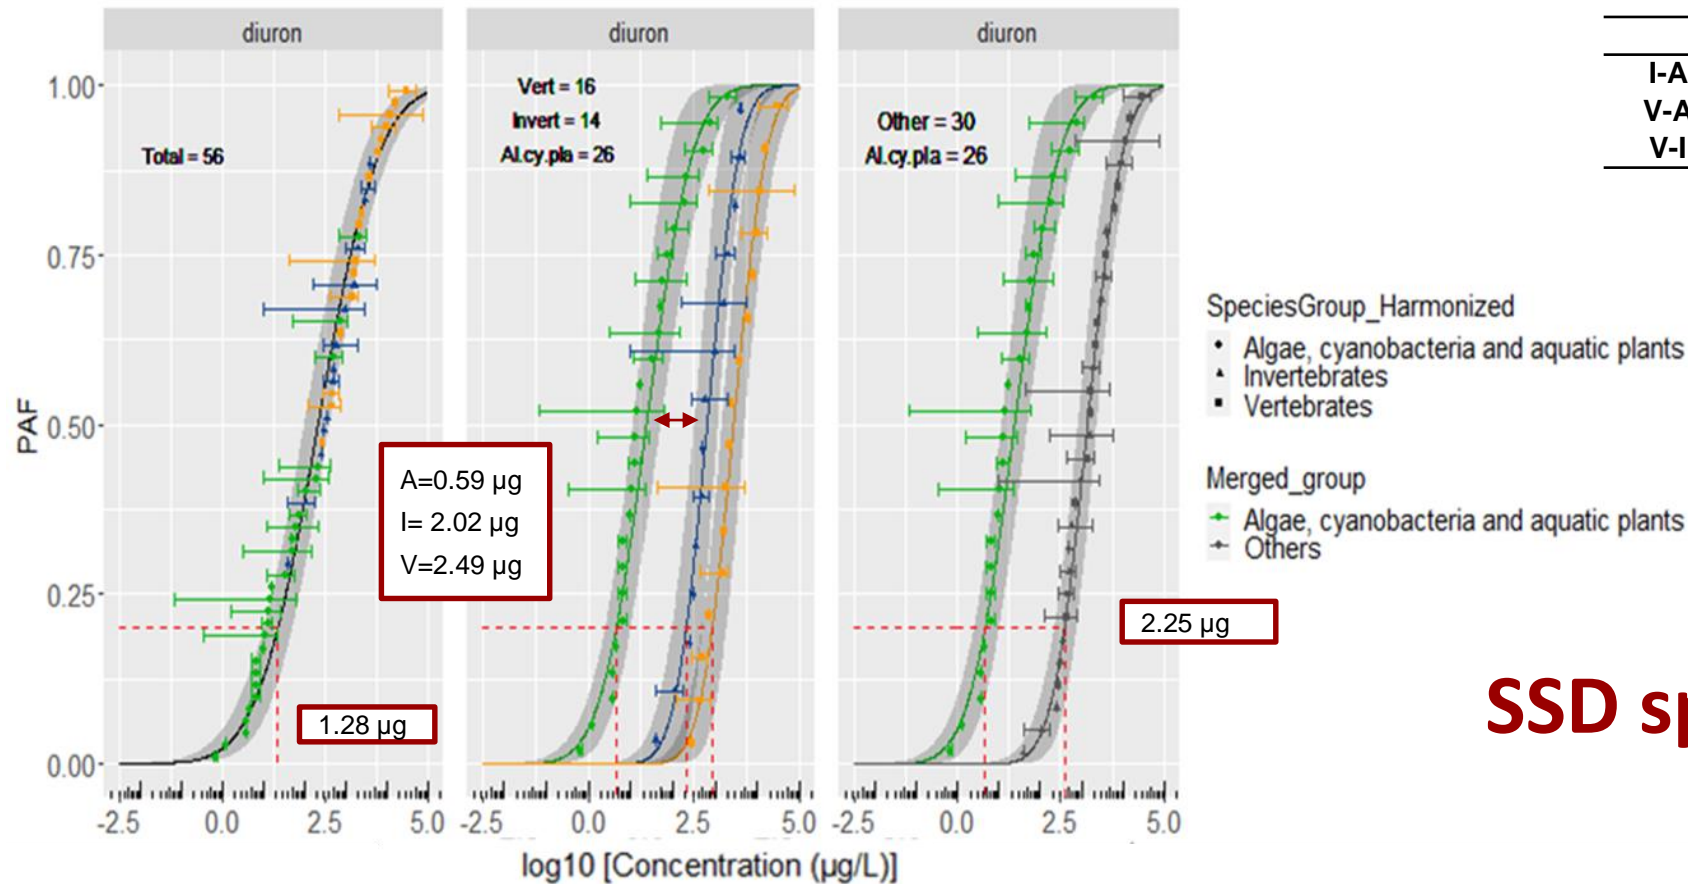 diuron
diuron
diuron
I-A
V-A
V-I
1.00
0.75
0.50
0.25
0.00
PAF
Total = 56
Vert = 16
Invert = 14
Al.cy.pla = 26
Other = 30
Al.cy.pla = 26
A=0.59 µg
I= 2.02 µg
V=2.49 µg
1.28 µg
2.25 µg
SpeciesGroup_Harmonized
Algae, cyanobacteria and aquatic plants
Invertebrates
Vertebrates
Merged_group
Algae, cyanobacteria and aquatic plants
Others
SSD sp
-2.5 0.0 2.5 5.0
-2.5 0.0 2.5 5.0
-2.5 0.0 2.5 5.0
log10 [Concentration (µg/L)]